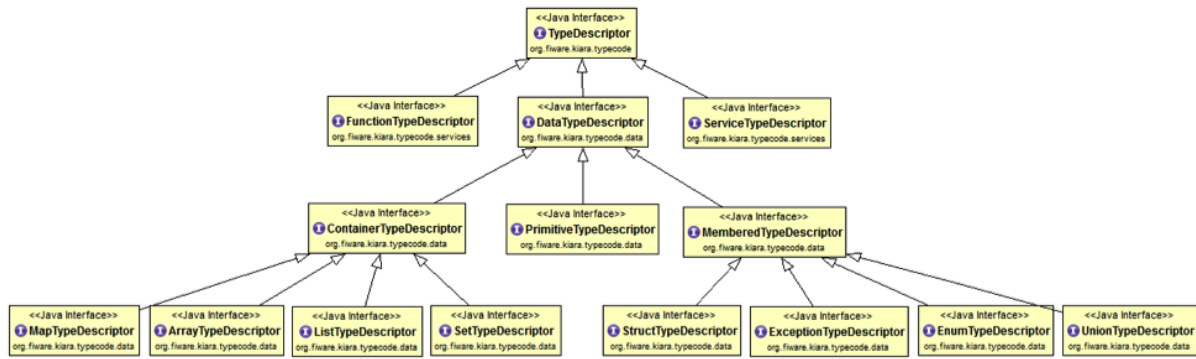 <<Java Interface>>
TypeDescriptor
org.fiware.kiara.typecode
<<Java Interface>>
FunctionTypeDescriptor
org.fiware.kiara.typecode.services
<<Java Interface>>
DataTypeDescriptor
org.fiware.kiara.typecode.data
<<Java Interface>>
ServiceTypeDescriptor
org.fiware.kiara.typecode.services
<<Java Interface>>
ContainerTypeDescriptor
org.fiware.kiara.typecode.data
<<Java Interface>>
PrimitiveTypeDescriptor
org.fiware.kiara.typecode.data
<<Java Interface>>
MemberedTypeDescriptor
org.fiware.kiara.typecode.data
<<Java Interface>>
MapTypeDescriptor
org.fiware.kiara.typecode.data
<<Java Interface>>
ArrayTypeDescriptor
org.fiware.kiara.typecode.data
<<Java Interface>>
ListTypeDescriptor
org.fiware.kiara.typecode.data
<<Java Interface>>
SetTypeDescriptor
org.fiware.kiara.typecode.data
<<Java Interface>>
StructTypeDescriptor
org.fiware.kiara.typecode.data
<<Java Interface>>
ExceptionTypeDescriptor
org.fiware.kiara.typecode.data
<<Java Interface>>
EnumTypeDescriptor
org.fiware.kiara.typecode.data
<<Java Interface>>
UnionTypeDescriptor
org.fiware.kiara.typecode.data